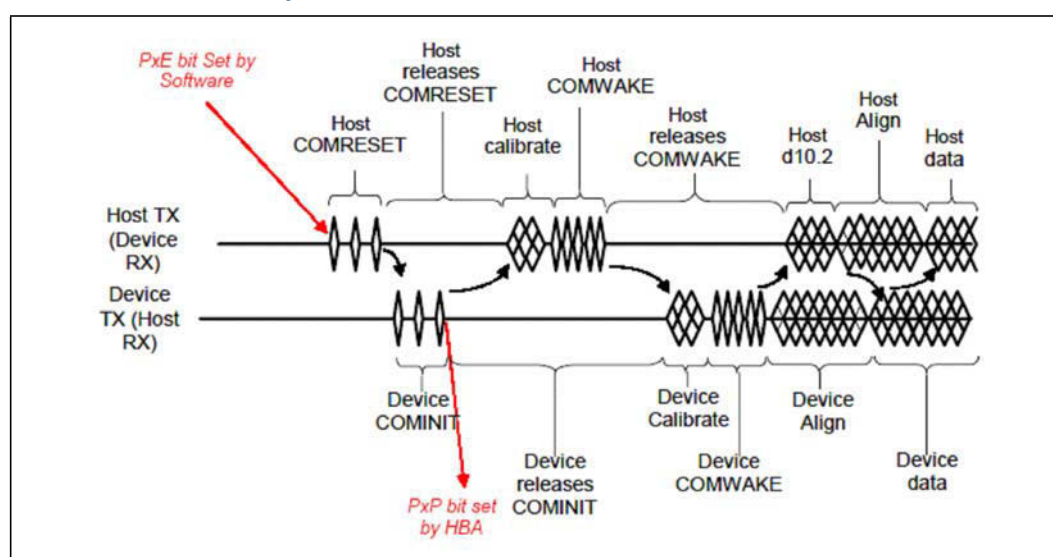 PxE bit Set by
Software
Host
releases
COMRESET
Host
COMWAKE
Host
COMRESET
Host
calibrate
Host
releases
COMWAKE
Host
d10.2
Host
Align
Host
data
Host TX
(Device
RX)
Device
TX (Host
RX)
Device
COMINIT
Device
Calibrate
Device
Align
Device
releases
COMINIT
Device
COMWAKE
Device
data
PxP bit set
by HBA